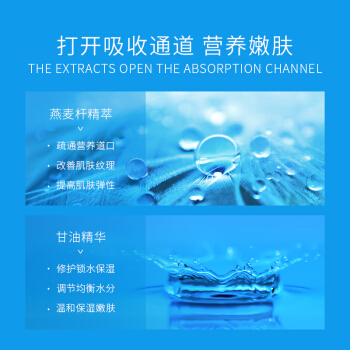 打开吸收通道 营养嫩肤
THE EXTRACTS OPEN THE ABSORPTION CHANNEL
燕麦杆精萃
• 疏通营养道口
• 改善肌肤纹理
• 提高肌肤弹性
甘油精华
• 修护锁水保湿
• 调节均衡水分
• 温和保湿嫩肤